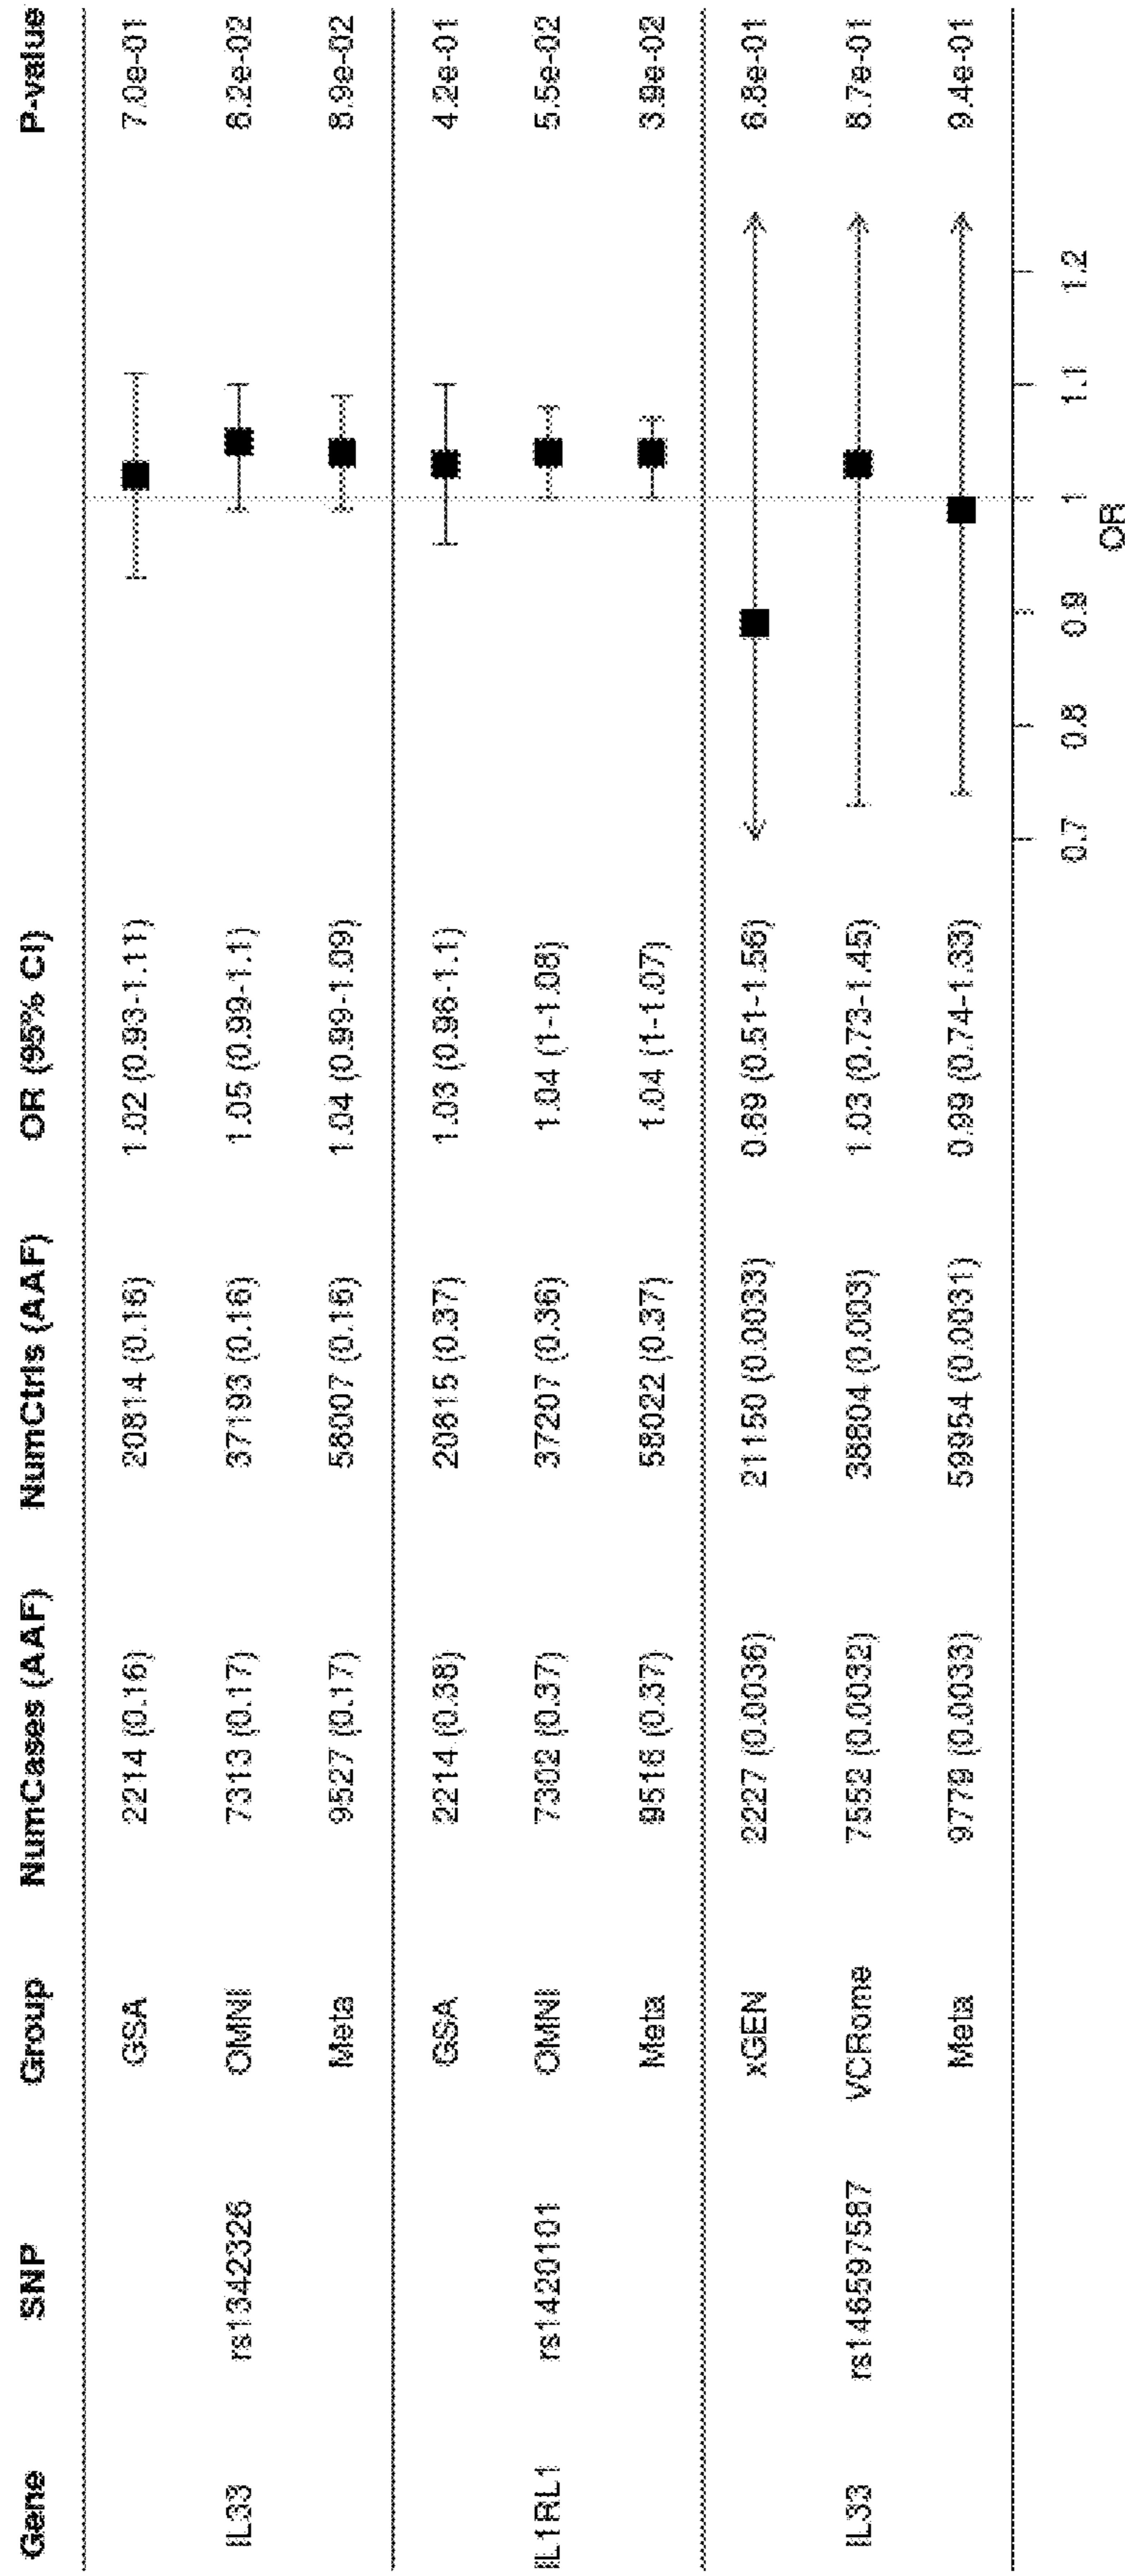 Gene SNP Group NumCases (AAF) NumCtrls (AAF) OR (95% CI) P-value
GSA 2214 (0.16) 20814 (0.16) 1.02 (0.93-1.11) 7.0e-01
IL33 rs1342326 OMNI 7313 (0.17) 37193 (0.16) 1.05 (0.99-1.1) 8.2e-02
Meta 9527 (0.17) 58007 (0.16) 1.04 (0.99-1.09) 8.9e-02
GSA 2214 (0.38) 20815 (0.37) 1.03 (0.96-1.1) 4.2e-01
IL1RL1 rs1420101 OMNI 7302 (0.37) 37207 (0.36) 1.04 (1-1.08) 5.5e-02
Meta 9516 (0.37) 58022 (0.37) 1.04 (1-1.07) 3.9e-02
xGEN 2227 (0.0036) 21150 (0.0033) 0.89 (0.51-1.56) 6.8e-01
IL33 rs146597587 VCRome 7552 (0.0032) 38804 (0.003) 1.03 (0.73-1.45) 8.7e-01
Meta 9779 (0.0033) 59954 (0.0031) 0.99 (0.74-1.33) 9.4e-01
0.7 0.8 0.9 1 1.1 1.2
OR